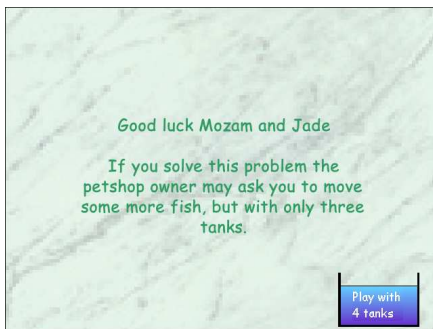 Good luck Mozam and Jade
If you solve this problem the
petshop owner may ask you to move
some more fish, but with only three
tanks.
Play with
4 tanks